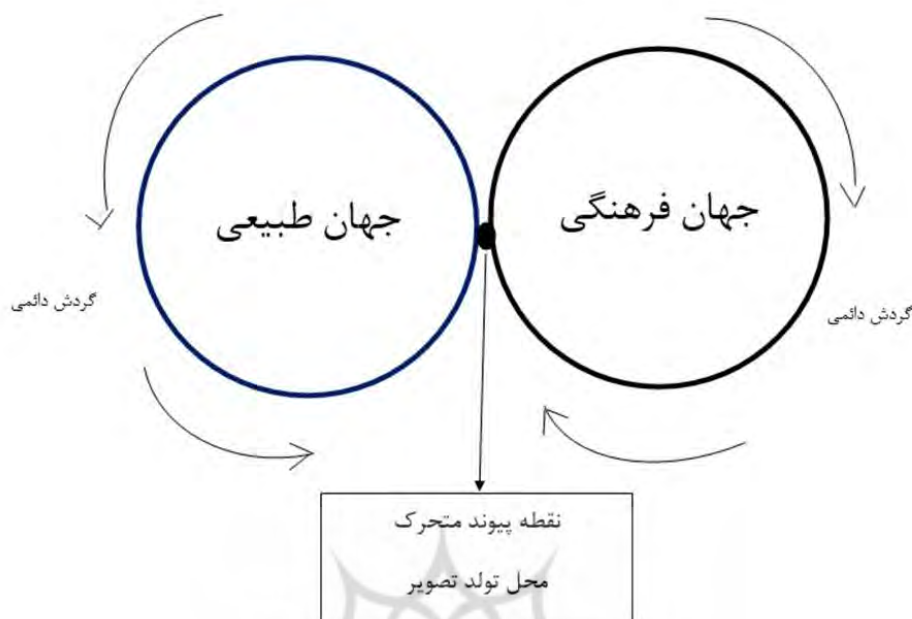 جهان فرهنگی
جهان طبیعی
گردش دائمی
گردش دائمی
نقطه پیوند متحرک
محل تولد تصویر